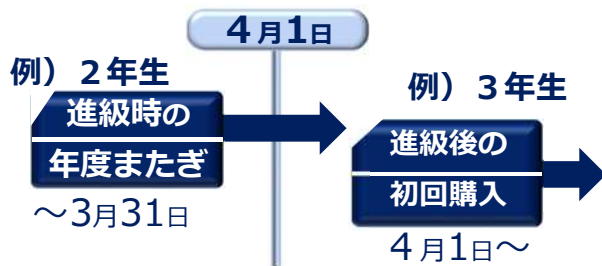 4月1日
例）２年生
進級時の
年度またぎ
～3月31日
例）３年生
進級後の
初回購入
4月1日～